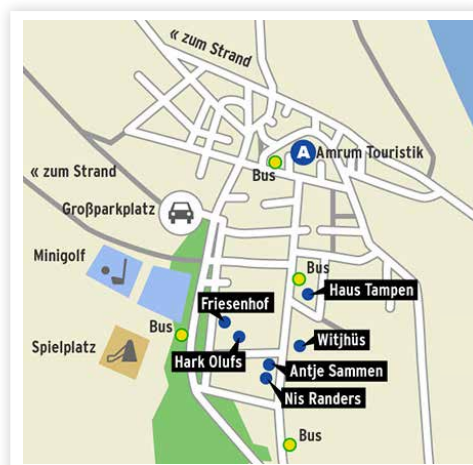 « zum Strand
A
Amrum Touristik
Bus
« zum Strand
Großparkplatz
Minigolf
Bus
Haus Tampen
Friesenhof
Bus
Witjhüs
Spielplatz
Hark Olufs
Antje Sammen
Nis Randers
Bus